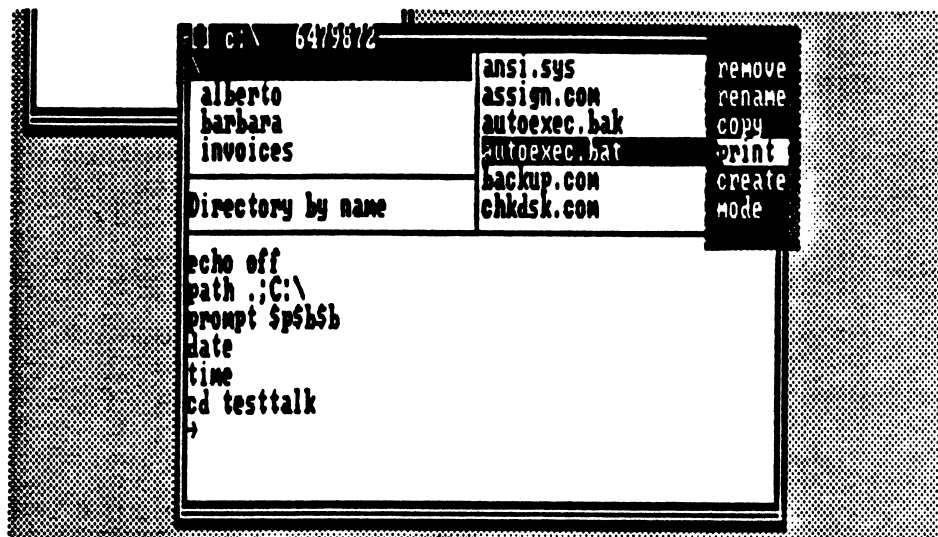 c:\ 6479872
\
alberto
barbara
invoices
Directory by name
ansi.sys
assign.com
autoexec.bak
autoexec.bat
backup.com
chkdsk.com
remove
rename
copy
print
create
mode
echo off
path .;C:\
prompt $p$b$b
date
time
cd testtalk
→